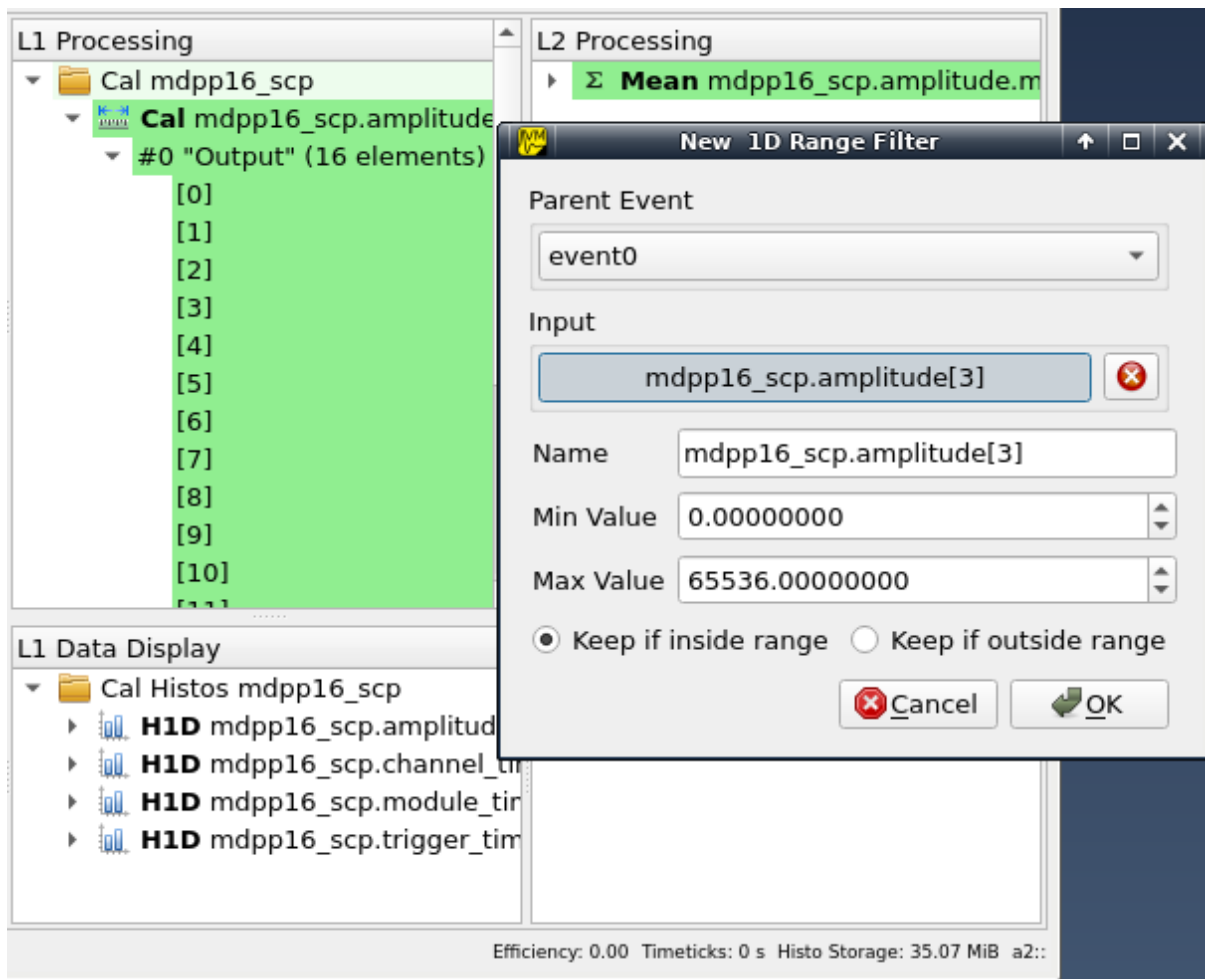 L1 Processing
Cal mdpp16_scp
Cal mdpp16_scp.amplitude
#0 "Output" (16 elements)
[0]
[1]
[2]
[3]
[4]
[5]
[6]
[7]
[8]
[9]
[10]
[11]
L2 Processing
Σ Mean mdpp16_scp.amplitude.m
New 1D Range Filter
Parent Event
event0
Input
mdpp16_scp.amplitude[3]
Name mdpp16_scp.amplitude[3]
Min Value 0.00000000
Max Value 65536.00000000
Keep if inside range Keep if outside range
Cancel OK
L1 Data Display
Cal Histos mdpp16_scp
H1D mdpp16_scp.amplitud
H1D mdpp16_scp.channel_tir
H1D mdpp16_scp.module_tir
H1D mdpp16_scp.trigger_tim
Efficiency: 0.00 Timeticks: 0 s Histo Storage: 35.07 MiB a2::